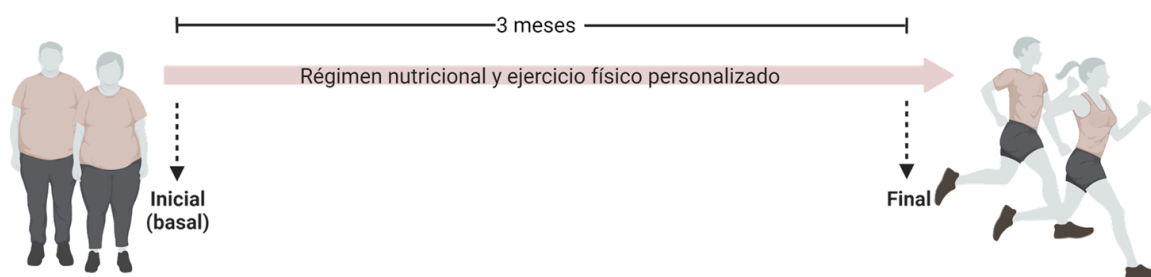 3 meses
Régimen nutricional y ejercicio físico personalizado
Inicial
(basal)
Final